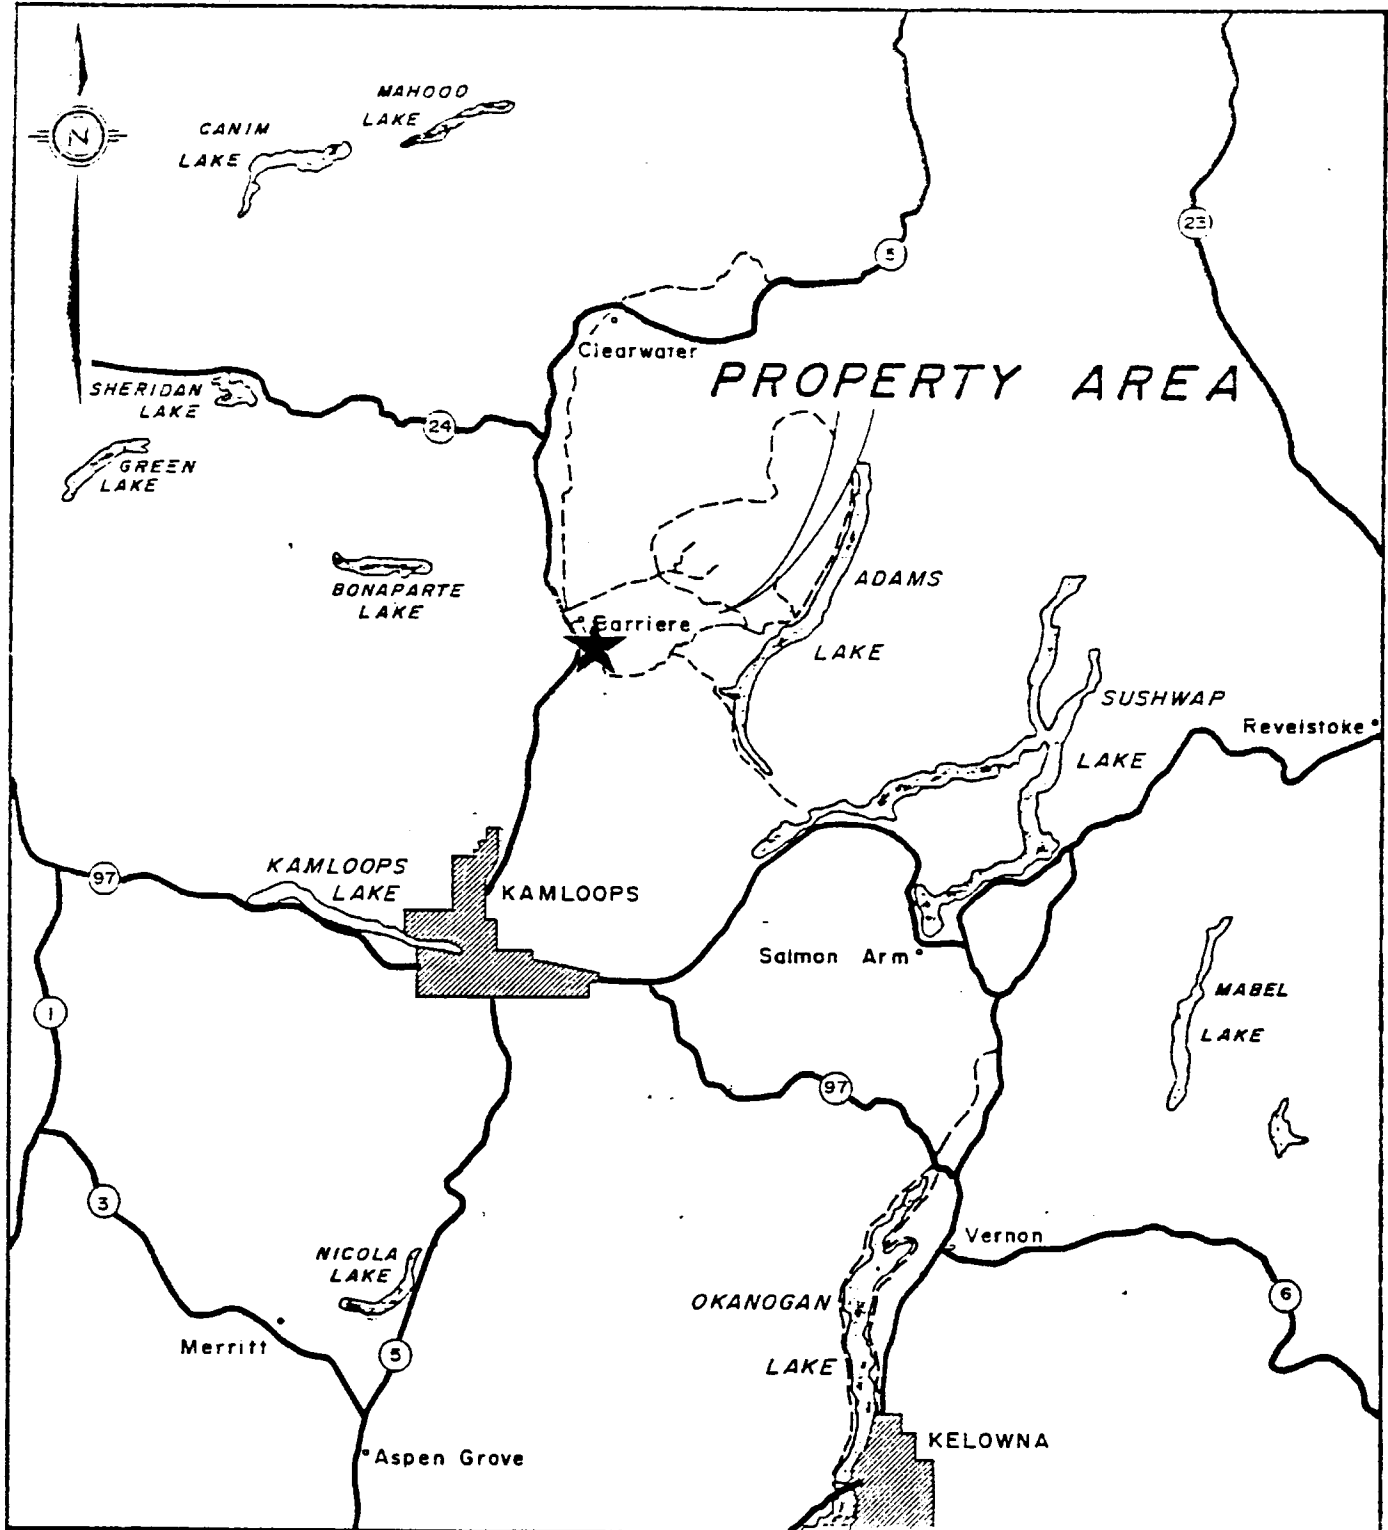 MAHOOD
LAKE
CANIM
LAKE
N
23
5
Clearwater
PROPERTY AREA
SHERIDAN
LAKE
24
GREEN
LAKE
BONAPARTE
LAKE
ADAMS
LAKE
Barriere
SUSHWAP
LAKE
Revelstoke
97
KAMLOOPS
LAKE
KAMLOOPS
Salmon Arm
MABEL
LAKE
1
97
3
Vernon
NICOLA
LAKE
OKANOGAN
LAKE
6
Merritt
5
KELOWNA
Aspen Grove